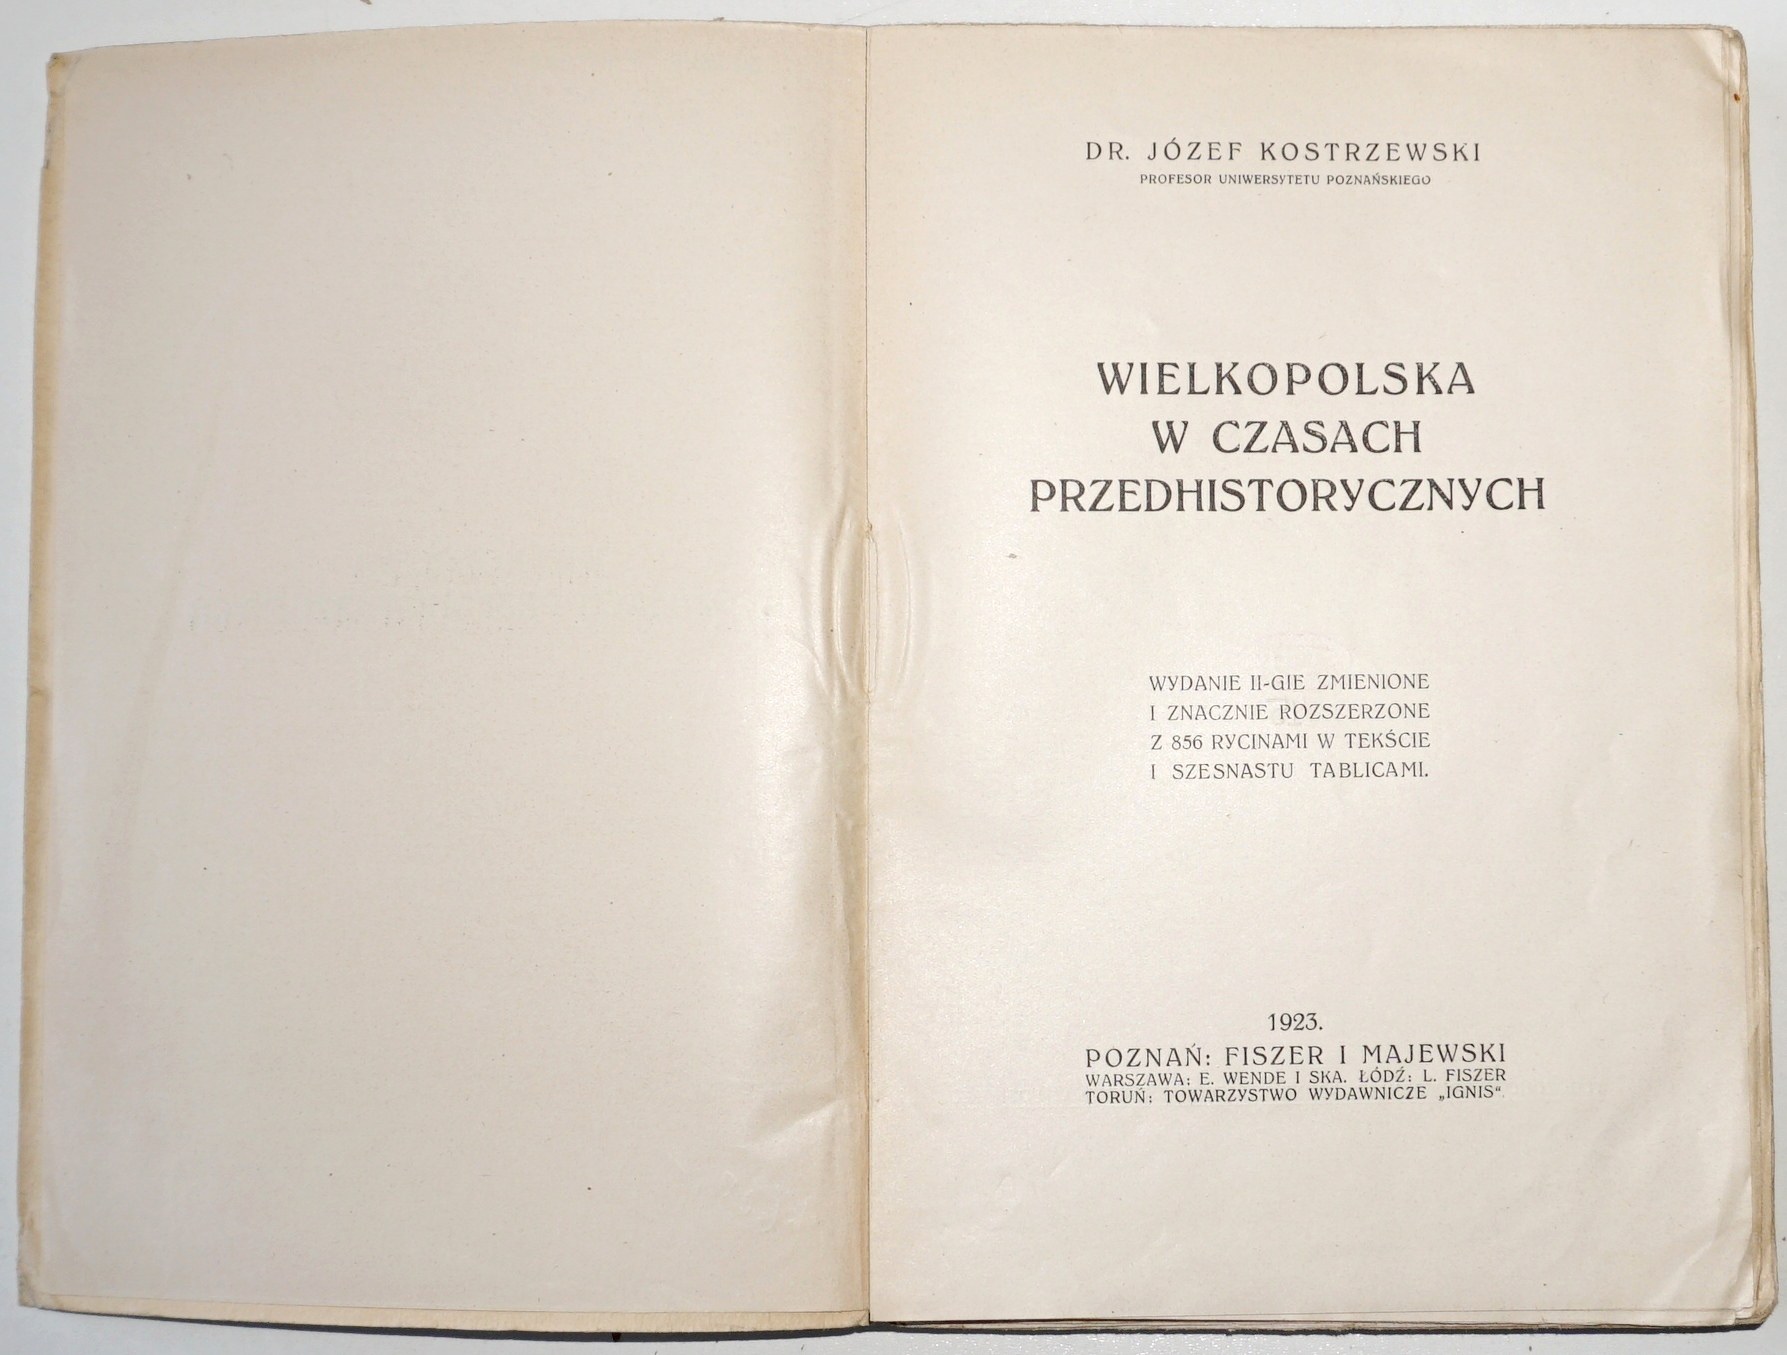 DR. JÓZEF KOSTRZEWSKI
PROFESOR UNIWERSYTETU POZNAŃSKIEGO
WIELKOPOLSKA
W CZASACH
PRZEDHISTORYCZNYCH
WYDANIE II-GIE ZMIENIONE
I ZNACZNIE ROZSZERZONE
Z 856 RYCINAMI W TEKŚCIE
I SZESNASTU TABLICAMI.
1923.
POZNAŃ: FISZER I MAJEWSKI
WARSZAWA: E. WENDE I SKA. ŁÓDŹ: L. FISZER
TORUŃ: TOWARZYSTWO WYDAWNICZE „IGNIS“.